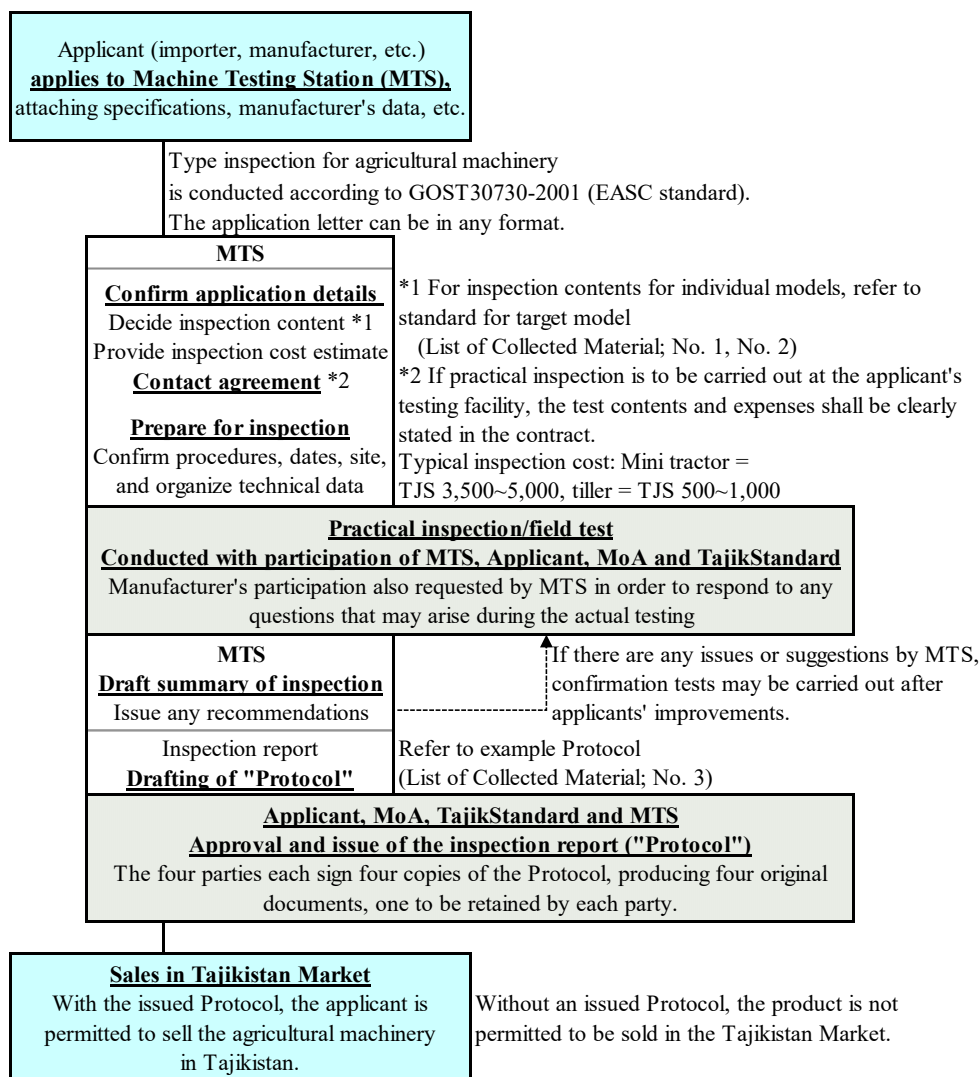 Applicant (importer, manufacturer, etc.)
applies to Machine Testing Station (MTS),
attaching specifications, manufacturer's data, etc.
Type inspection for agricultural machinery
is conducted according to GOST30730-2001 (EASC standard).
The application letter can be in any format.
MTS
Confirm application details
Decide inspection content *1
Provide inspection cost estimate
Contact agreement *2
Prepare for inspection
Confirm procedures, dates, site,
and organize technical data
*1 For inspection contents for individual models, refer to
standard for target model
(List of Collected Material; No. 1, No. 2)
*2 If practical inspection is to be carried out at the applicant's
testing facility, the test contents and expenses shall be clearly
stated in the contract.
Typical inspection cost: Mini tractor =
TJS 3,500~5,000, tiller = TJS 500~1,000
Practical inspection/field test
Conducted with participation of MTS, Applicant, MoA and TajikStandard
Manufacturer's participation also requested by MTS in order to respond to any
questions that may arise during the actual testing
MTS
Draft summary of inspection
Issue any recommendations
If there are any issues or suggestions by MTS,
confirmation tests may be carried out after
applicants' improvements.
Inspection report
Drafting of "Protocol"
Refer to example Protocol
(List of Collected Material; No. 3)
Applicant, MoA, TajikStandard and MTS
Approval and issue of the inspection report ("Protocol")
The four parties each sign four copies of the Protocol, producing four original
documents, one to be retained by each party.
Sales in Tajikistan Market
With the issued Protocol, the applicant is
permitted to sell the agricultural machinery
in Tajikistan.
Without an issued Protocol, the product is not
permitted to be sold in the Tajikistan Market.